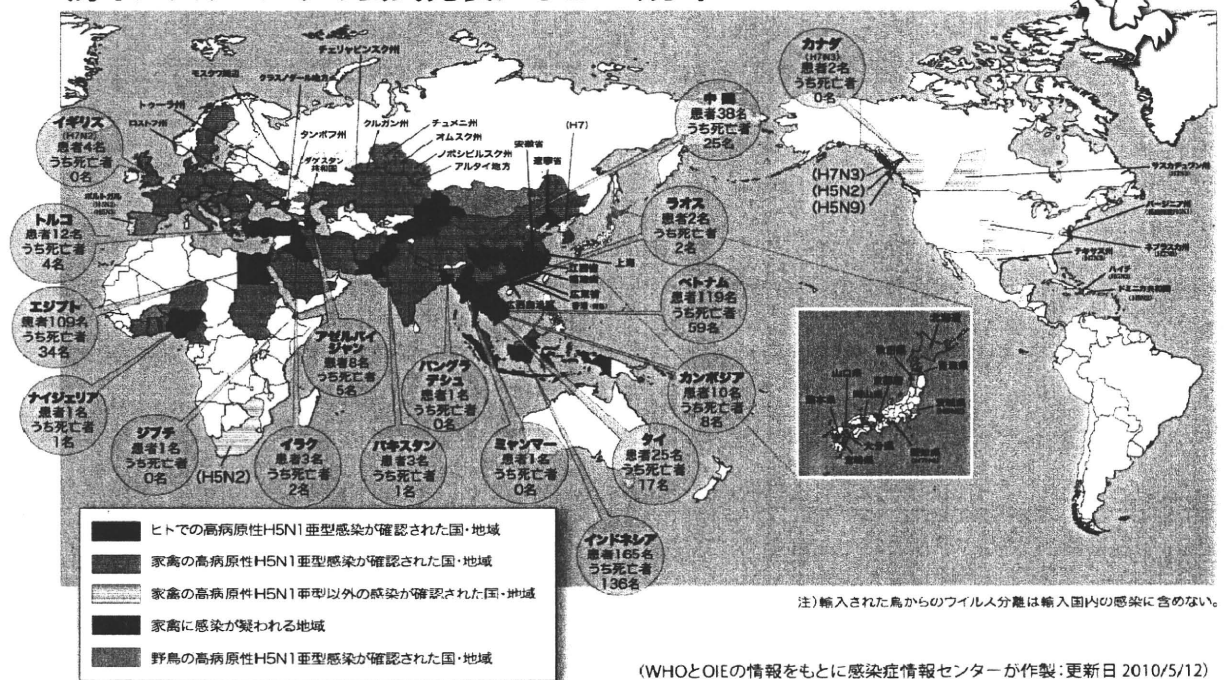 チェリャビンスク州
モスクワ周辺
クラスノダール地方
トゥーラ州
ロストフ州
タンボフ州
クルガン州
チュメニ州
オムスク州
ノボシビルスク州
アルタイ地方
ダゲスタン
共和国
(H7)
安徽省
遼寧省
イギリス
(H7N2)
患者4名
うち死亡者
0名
ポルトガル
カナダ
(H7N3)
患者2名
うち死亡者
0名
中国
患者38名
うち死亡者
25名
(H7N3)
(H5N2)
(H5N9)
サスカチュワン州
バージニア州
ネブラスカ州
テキサス州
ハイチ
ドミニカ共和国
トルコ
患者12名
うち死亡者
4名
ラオス
患者2名
うち死亡者
2名
上海
ベトナム
患者119名
うち死亡者
59名
エジプト
患者109名
うち死亡者
34名
アゼルバイ
ジャン
患者8名
うち死亡者
5名
バングラ
デシュ
患者1名
うち死亡者
0名
カンボジア
患者10名
うち死亡者
8名
ナイジェリア
患者1名
うち死亡者
1名
ジブチ
患者1名
うち死亡者
0名
(H5N2)
イラク
患者3名
うち死亡者
2名
パキスタン
患者3名
うち死亡者
1名
ミャンマー
患者1名
うち死亡者
0名
タイ
患者25名
うち死亡者
17名
インドネシア
患者165名
うち死亡者
136名
山口県
大分県
ヒトでの高病原性H5N1亜型感染が確認された国・地域
家禽の高病原性H5N1亜型感染が確認された国・地域
家禽の高病原性H5N1亜型以外の感染が確認された国・地域
家禽に感染が疑われる地域
野鳥の高病原性H5N1亜型感染が確認された国・地域
注)輸入された鳥からのウイルス分離は輸入国内の感染に含めない。
(WHOとOIEの情報をもとに感染症情報センターが作製:更新日 2010/5/12)